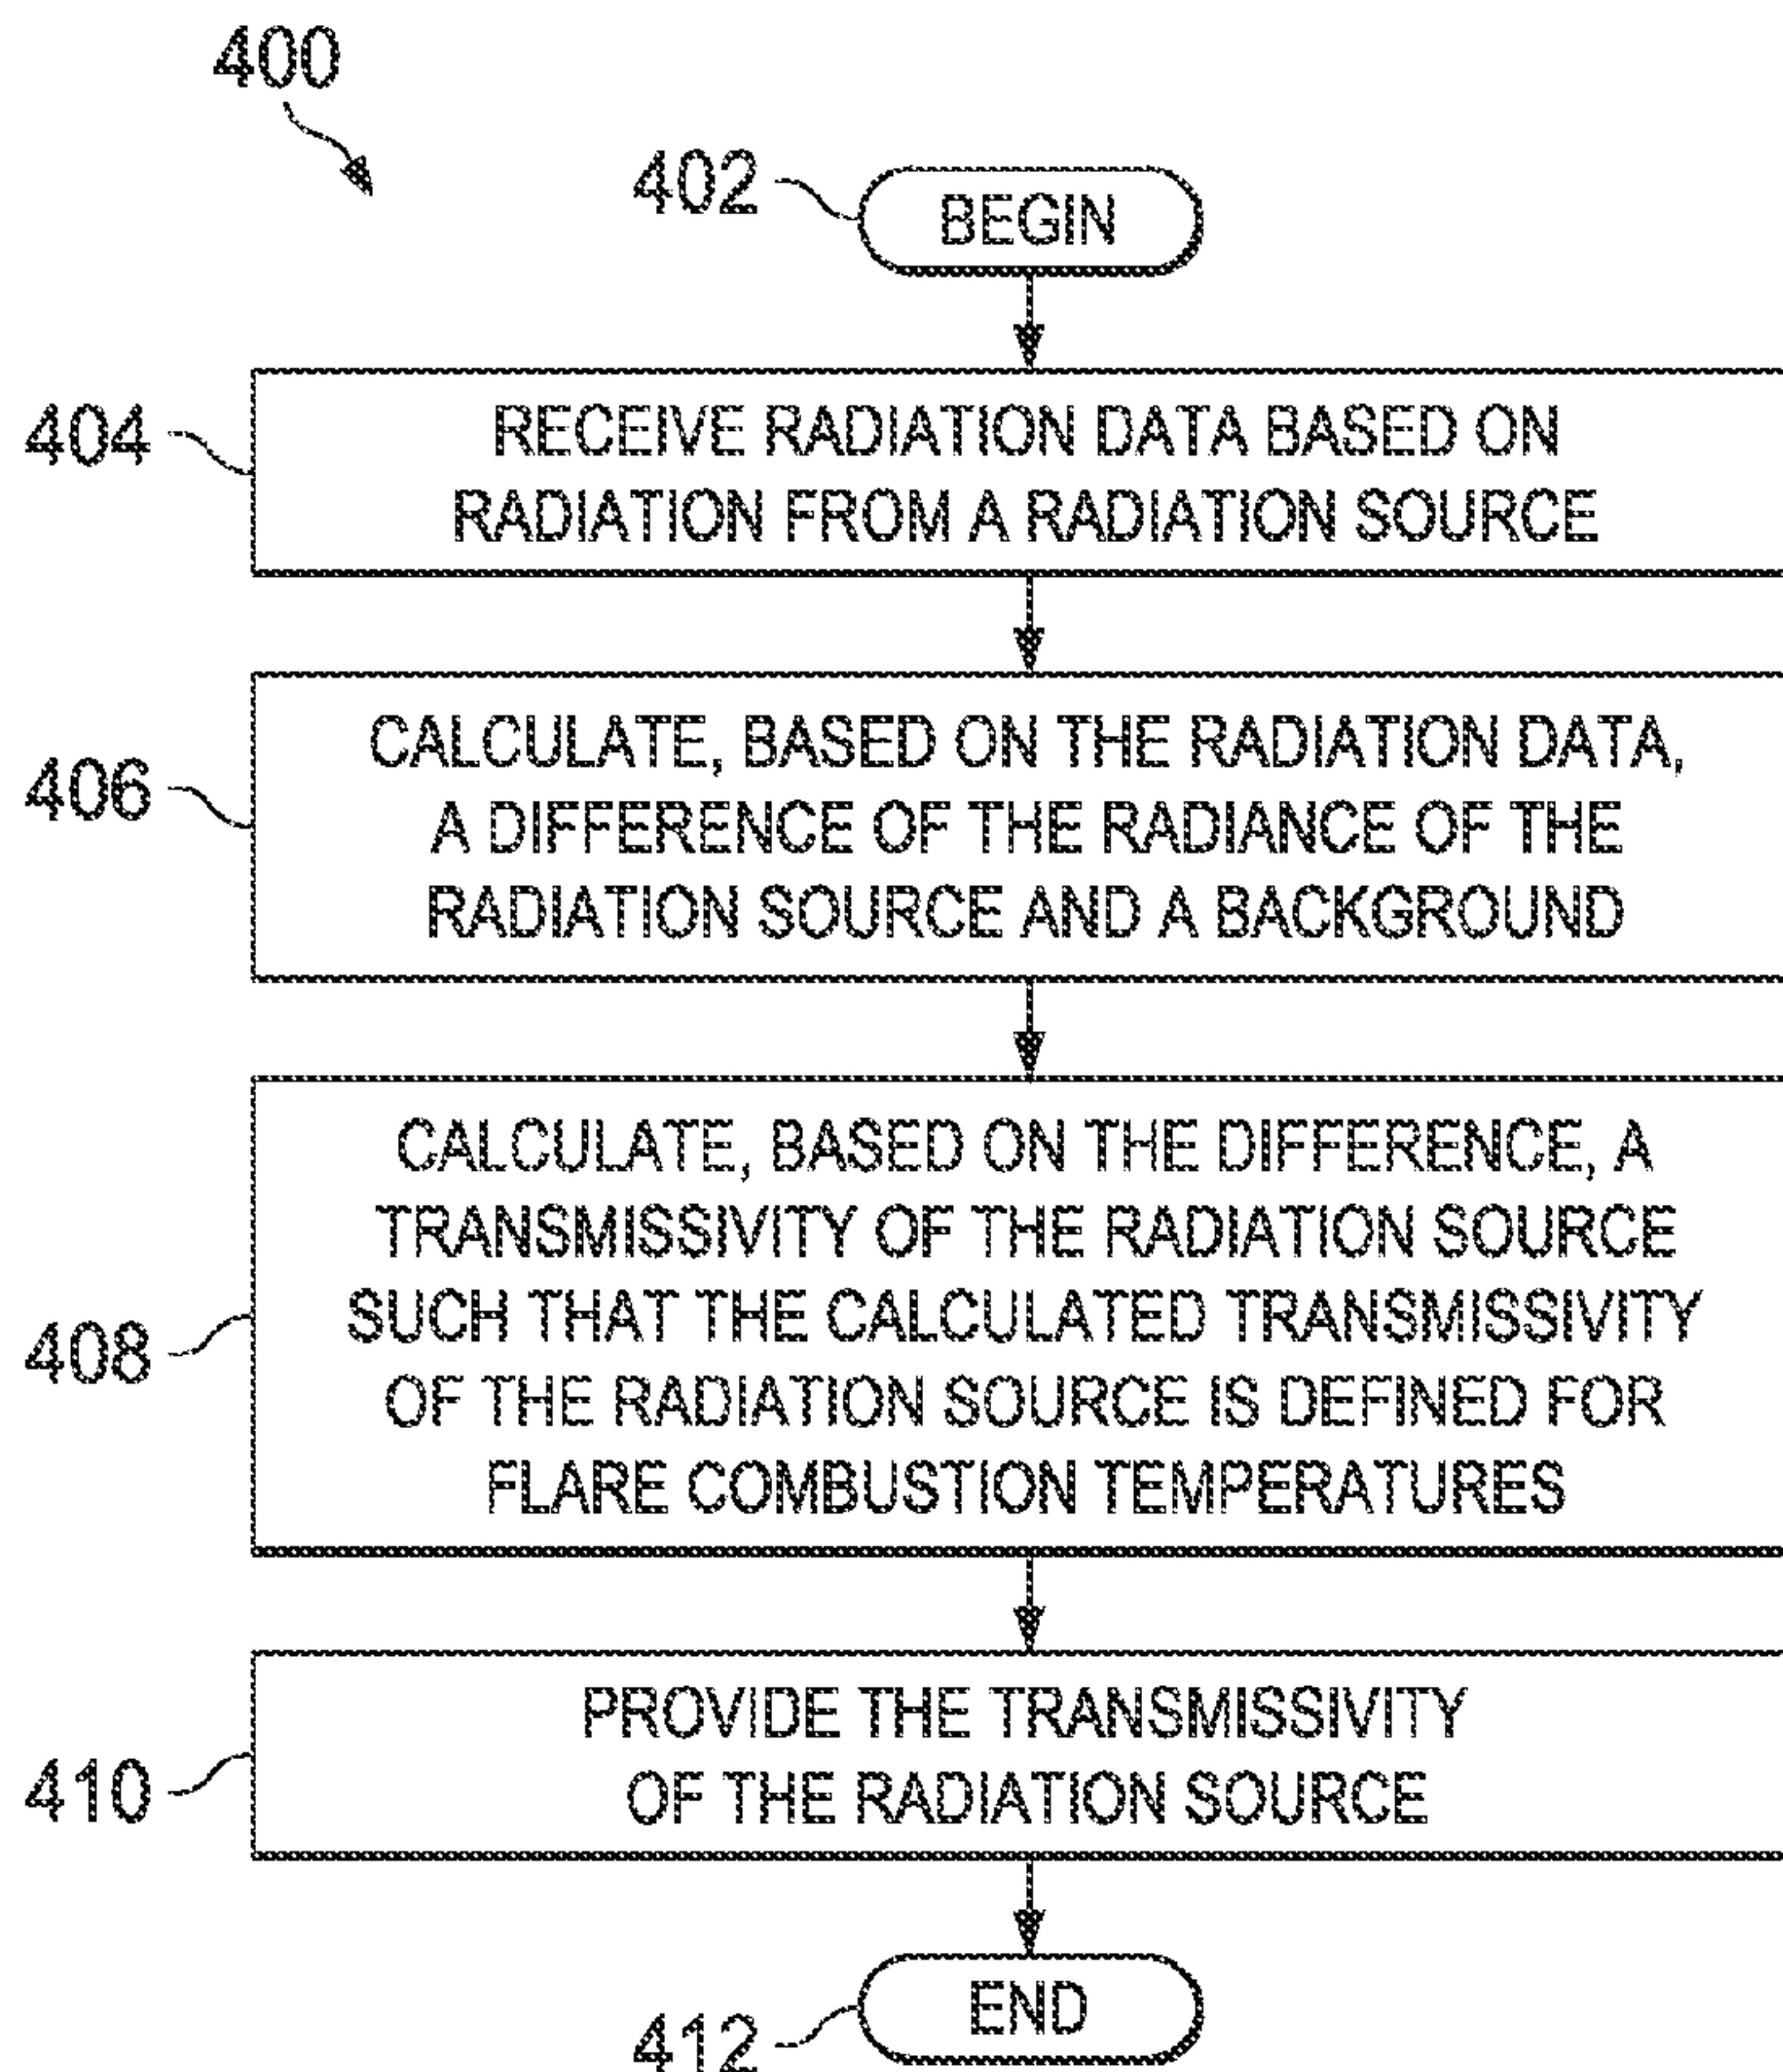 400
402
BEGIN
404
RECEIVE RADIATION DATA BASED ON
RADIATION FROM A RADIATION SOURCE
406
CALCULATE, BASED ON THE RADIATION DATA,
A DIFFERENCE OF THE RADIANCE OF THE
RADIATION SOURCE AND A BACKGROUND
408
CALCULATE, BASED ON THE DIFFERENCE, A
TRANSMISSIVITY OF THE RADIATION SOURCE
SUCH THAT THE CALCULATED TRANSMISSIVITY
OF THE RADIATION SOURCE IS DEFINED FOR
FLARE COMBUSTION TEMPERATURES
410
PROVIDE THE TRANSMISSIVITY
OF THE RADIATION SOURCE
412
END